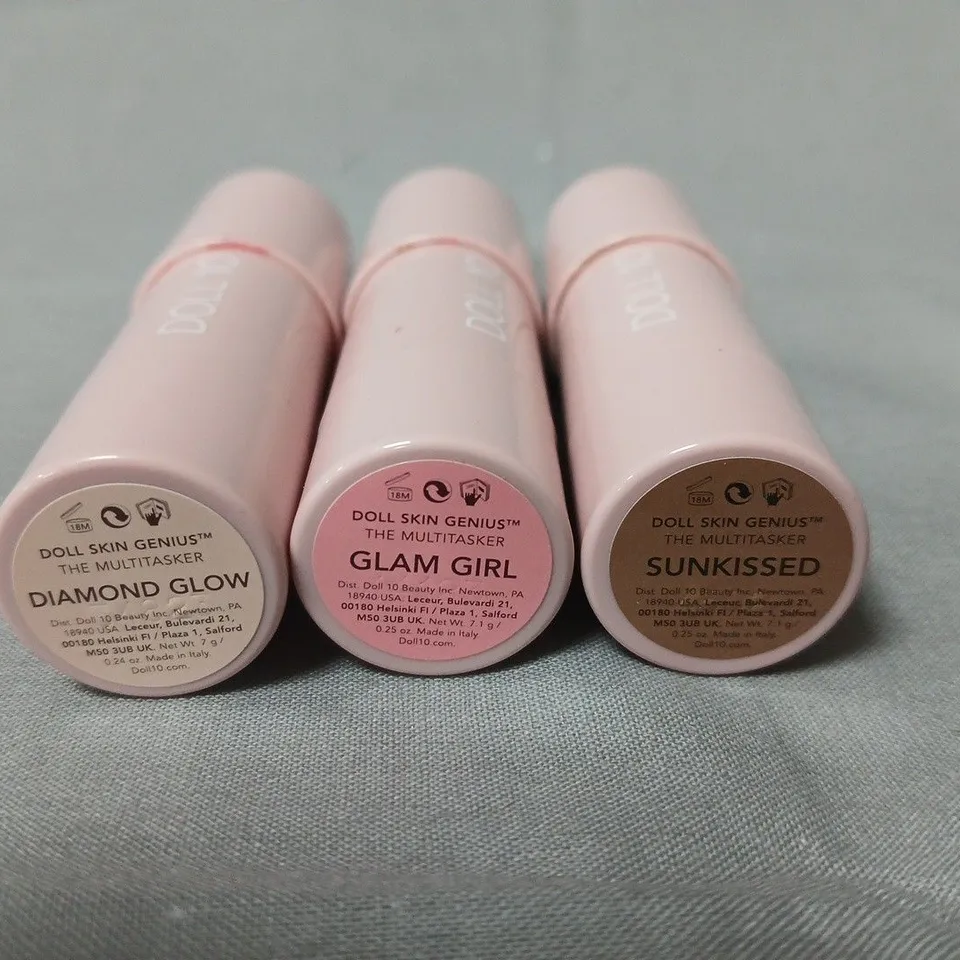 DOLL 10
DOLL
DOLL 10
18M
DOLL SKIN GENIUS™
THE MULTITASKER
DIAMOND GLOW
Dist. Doll 10 Beauty Inc. Newtown, PA
18940 USA. Leceur, Bulevardi 21,
00180 Helsinki FI / Plaza 1, Salford
M50 3UB UK. Net Wt. 7 g /
0.24 oz. Made in Italy.
Doll10.com.
18M
DOLL SKIN GENIUS™
THE MULTITASKER
GLAM GIRL
Dist. Doll 10 Beauty Inc. Newtown, PA
18940 USA. Leceur, Bulevardi 21,
00180 Helsinki FI / Plaza 1, Salford
M50 3UB UK. Net Wt. 7.1 g /
0.25 oz. Made in Italy
Doll10.com.
18M
DOLL SKIN GENIUS™
THE MULTITASKER
SUNKISSED
Dist. Doll 10 Beauty Inc. Newtown, PA
18940 USA. Leceur, Bulevardi 21,
00180 Helsinki FI / Plaza 1, Salford
M50 3UB UK. Net Wt. 7.1 g /
0.25 oz. Made in Italy.
Doll10.com.